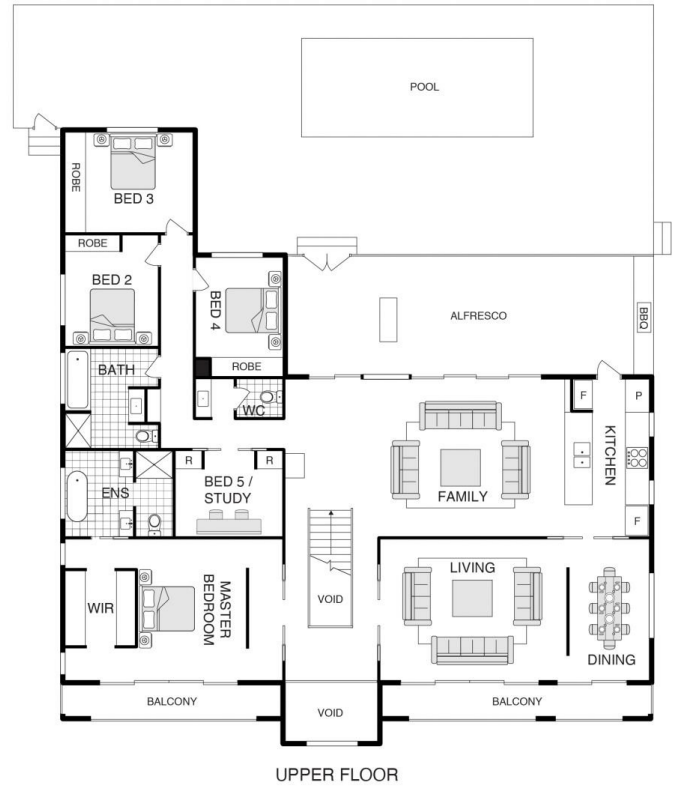 POOL
ROBE
BED 3
ROBE
BED 2
BED 4
ROBE
ALFRESCO
BBQ
BATH
WC
F
P
KITCHEN
FAMILY
R
R
BED 5 /
STUDY
ENS
F
LIVING
WIR
MASTER
BEDROOM
VOID
DINING
BALCONY
VOID
BALCONY
UPPER FLOOR